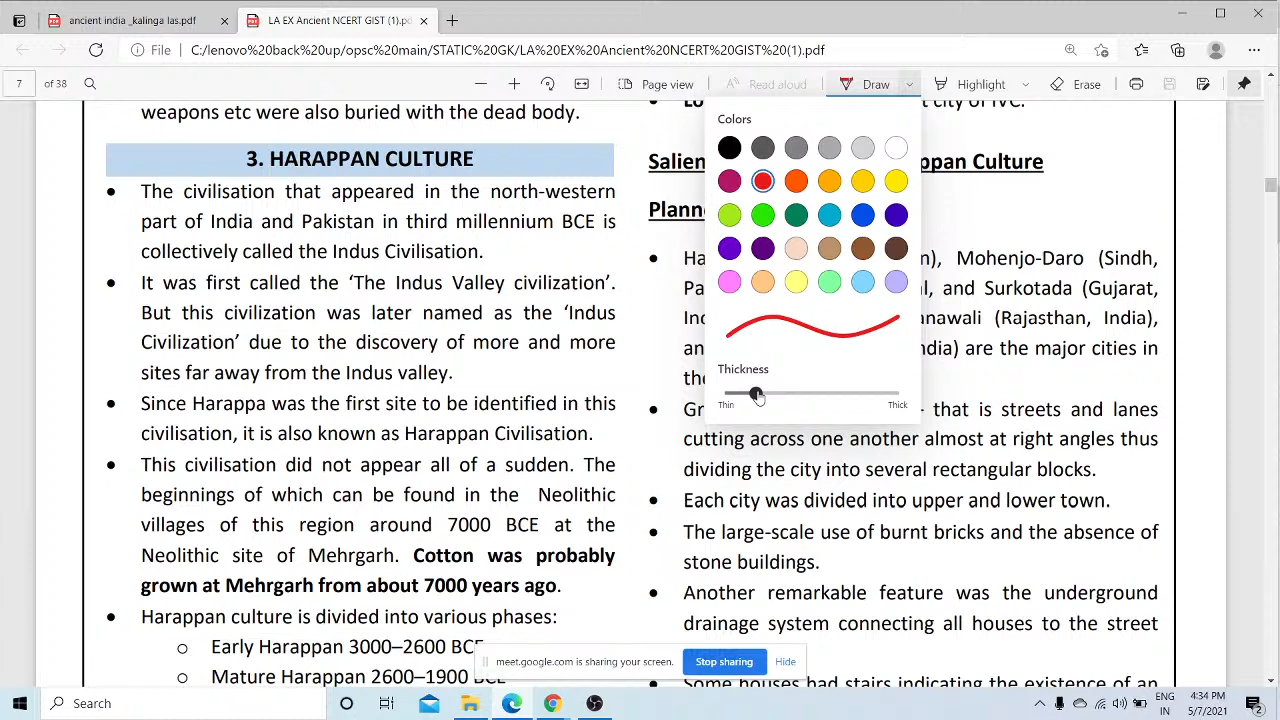 ancient india _kalinga las.pdf
LA EX Ancient NCERT GIST (1).pd
File
C:/lenovo%20back%20up/opsc%20main/STATIC%20GK/LA%20EX%20Ancient%20NCERT%20GIST%20(1).pdf
7 of 38
Page view
Read aloud
Draw
Highlight
Erase
weapons etc were also buried with the dead body.
3. HARAPPAN CULTURE
• The civilisation that appeared in the north-western
part of India and Pakistan in third millennium BCE is
collectively called the Indus Civilisation.
• It was first called the ‘The Indus Valley civilization’.
But this civilization was later named as the ‘Indus
Civilization’ due to the discovery of more and more
sites far away from the Indus valley.
• Since Harappa was the first site to be identified in this
civilisation, it is also known as Harappan Civilisation.
• This civilisation did not appear all of a sudden. The
beginnings of which can be found in the Neolithic
villages of this region around 7000 BCE at the
Neolithic site of Mehrgarh. Cotton was probably
grown at Mehrgarh from about 7000 years ago.
• Harappan culture is divided into various phases:
o Early Harappan 3000–2600 BCE
o Mature Harappan 2600–1900 BCE
Colors
Thickness
Thin
Thick
city of IVC.
Salien
ppan Culture
Plann
n), Mohenjo-Daro (Sindh,
l, and Surkotada (Gujarat,
nawali (Rajasthan, India),
ndia) are the major cities in
the
that is streets and lanes
cutting across one another almost at right angles thus
dividing the city into several rectangular blocks.
• Each city was divided into upper and lower town.
• The large-scale use of burnt bricks and the absence of
stone buildings.
• Another remarkable feature was the underground
drainage system connecting all houses to the street
• Some houses had stairs indicating the existence of an
meet.google.com is sharing your screen.
Stop sharing
Hide
Search
ENG
IN
4:34 PM
5/7/2021
2